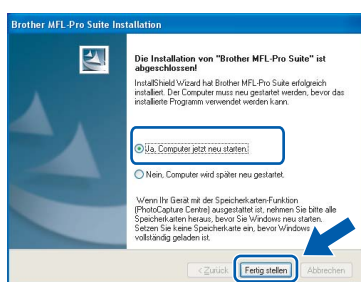 Brother MFL-Pro Suite Installation
Die Installation von "Brother MFL-Pro Suite" ist
abgeschlossen!
InstallShield Wizard hat Brother MFL-Pro Suite erfolgreich
installiert. Der Computer muss neu gestartet werden, bevor das
installierte Programm verwendet werden kann.
Ja, Computer jetzt neu starten.
Nein, Computer wird später neu gestartet.
Wenn Ihr Gerät mit der Speicherkarten-Funktion
(PhotoCapture Centre) ausgestattet ist, nehmen Sie bitte alle
Speicherkarten heraus, bevor Sie Windows neu starten.
Setzen Sie keine Speicherkarte ein, bevor Windows
vollständig geladen ist.
< Zurück Fertig stellen Abbrechen